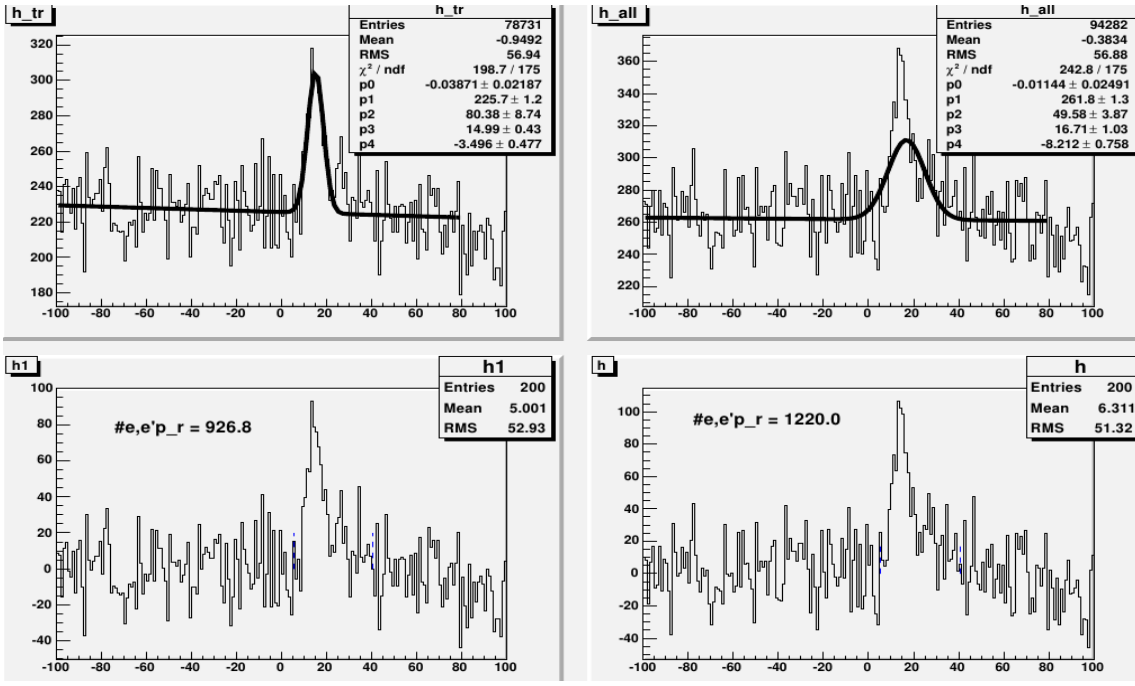 h_tr
h_tr
Entries 78731
Mean -0.9492
RMS 56.94
χ² / ndf 198.7 / 175
p0 -0.03871 ± 0.02187
p1 225.7 ± 1.2
p2 80.38 ± 8.74
p3 14.99 ± 0.43
p4 -3.496 ± 0.477
320
300
280
260
240
220
200
180
-100 -80 -60 -40 -20 0 20 40 60 80 100
h_all
h_all
Entries 94282
Mean -0.3834
RMS 56.88
χ² / ndf 242.8 / 175
p0 -0.01144 ± 0.02491
p1 261.8 ± 1.3
p2 49.58 ± 3.87
p3 16.71 ± 1.03
p4 -8.212 ± 0.758
360
340
320
300
280
260
240
220
-100 -80 -60 -40 -20 0 20 40 60 80 100
h1
h1
Entries 200
Mean 5.001
RMS 52.93
#e,e'p_r = 926.8
100
80
60
40
20
0
-20
-40
-100 -80 -60 -40 -20 0 20 40 60 80 100
h
h
Entries 200
Mean 6.311
RMS 51.32
#e,e'p_r = 1220.0
100
80
60
40
20
0
-20
-40
-100 -80 -60 -40 -20 0 20 40 60 80 100